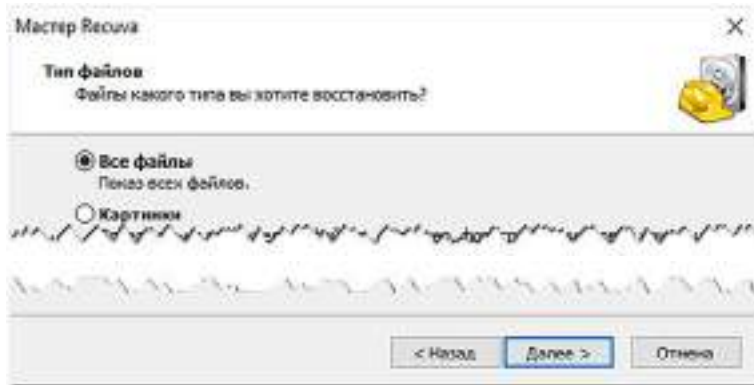 Мастер Recuva
Тип файлов
Файлы какого типа вы хотите восстановить?
Все файлы
Показ всех файлов.
Картинки
< Назад Далее > Отмена